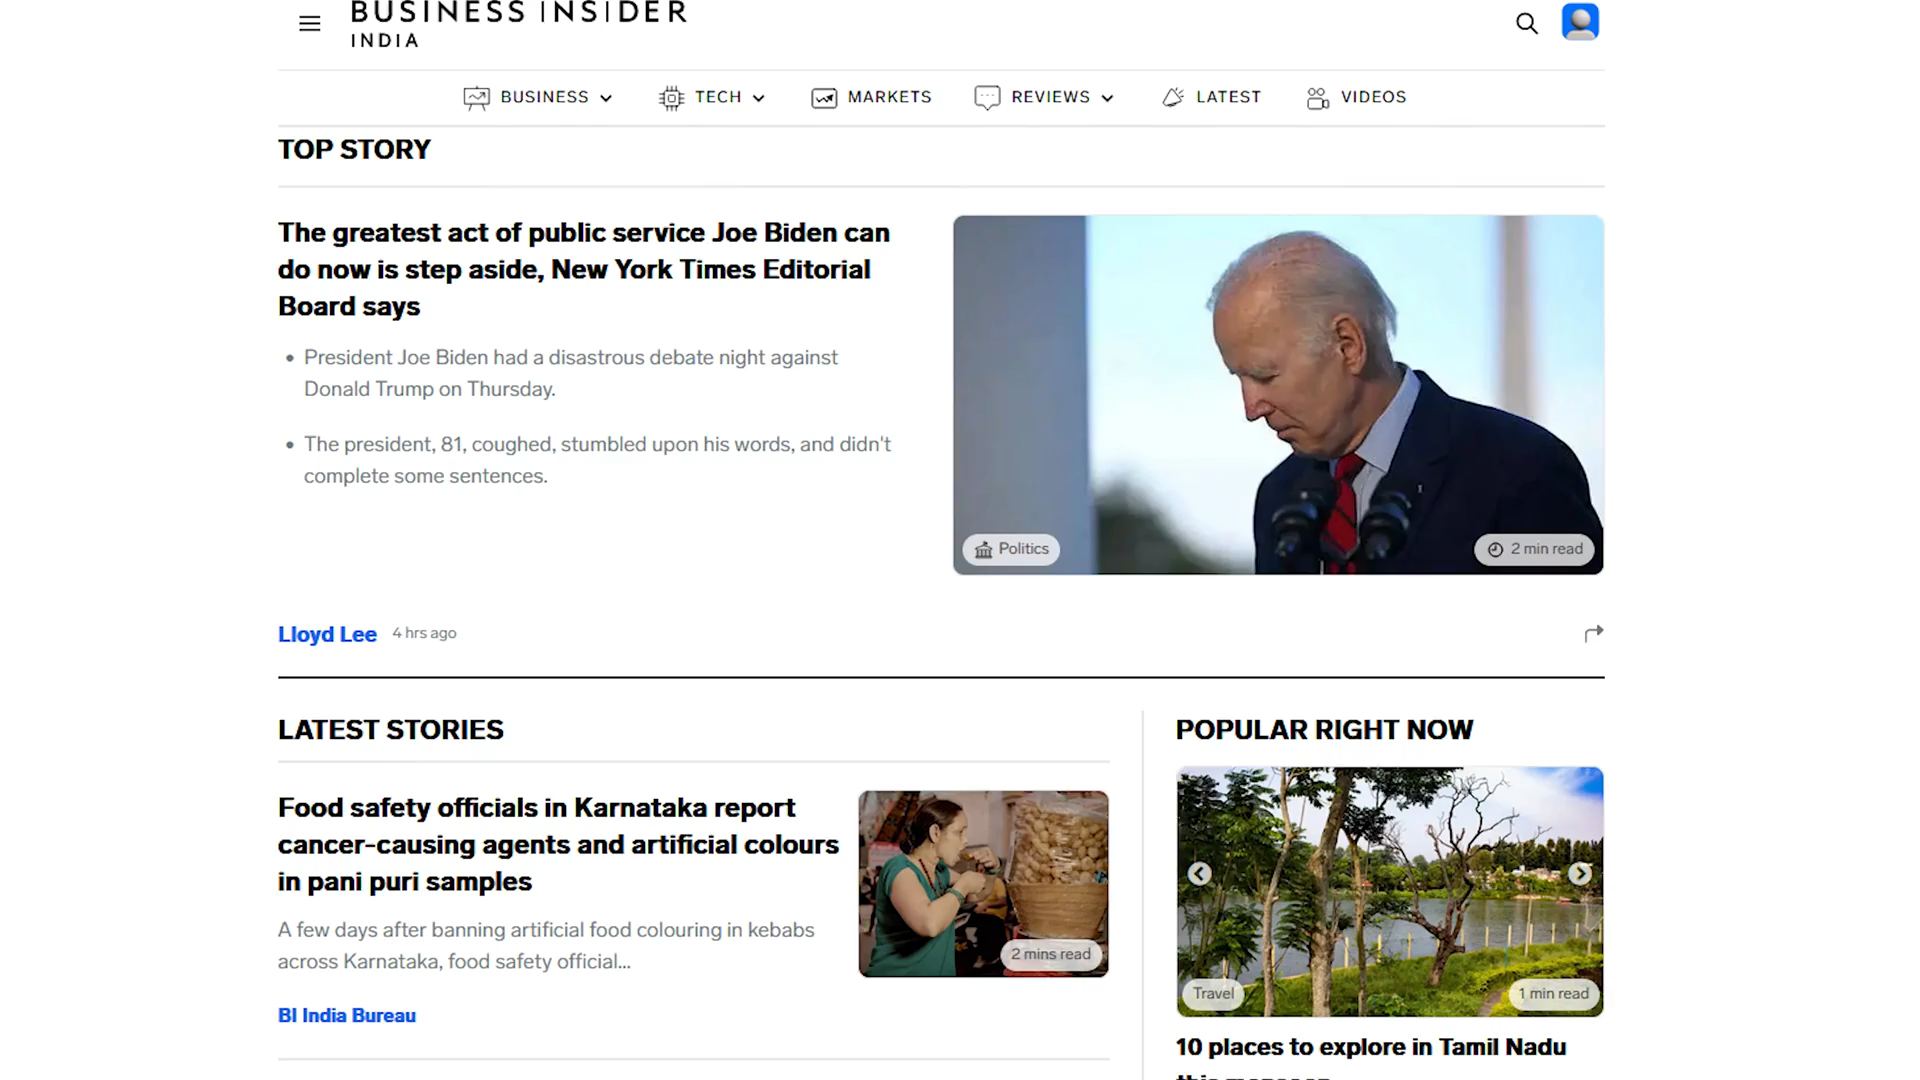 BUSINESS INSIDER
INDIA
BUSINESS
TECH
MARKETS
REVIEWS
LATEST
VIDEOS
TOP STORY
The greatest act of public service Joe Biden can
do now is step aside, New York Times Editorial
Board says
• President Joe Biden had a disastrous debate night against
Donald Trump on Thursday.
• The president, 81, coughed, stumbled upon his words, and didn't
complete some sentences.
Politics
2 min read
Lloyd Lee 4 hrs ago
LATEST STORIES
Food safety officials in Karnataka report
cancer-causing agents and artificial colours
in pani puri samples
A few days after banning artificial food colouring in kebabs
across Karnataka, food safety official...
2 mins read
BI India Bureau
POPULAR RIGHT NOW
Travel
1 min read
10 places to explore in Tamil Nadu
this monsoon